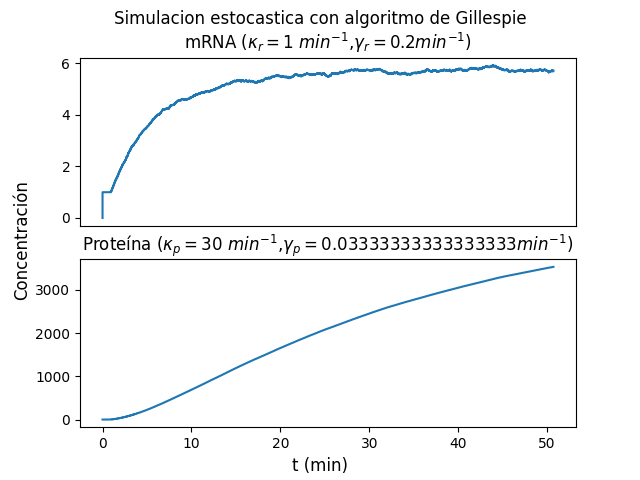 Simulacion estocastica con algoritmo de Gillespie
mRNA (κᵣ = 1 min⁻¹,γᵣ = 0.2min⁻¹)
6
4
2
0
Concentración
Proteína (κₚ = 30 min⁻¹,γₚ = 0.03333333333333333min⁻¹)
3000
2000
1000
0
0 10 20 30 40 50
t (min)